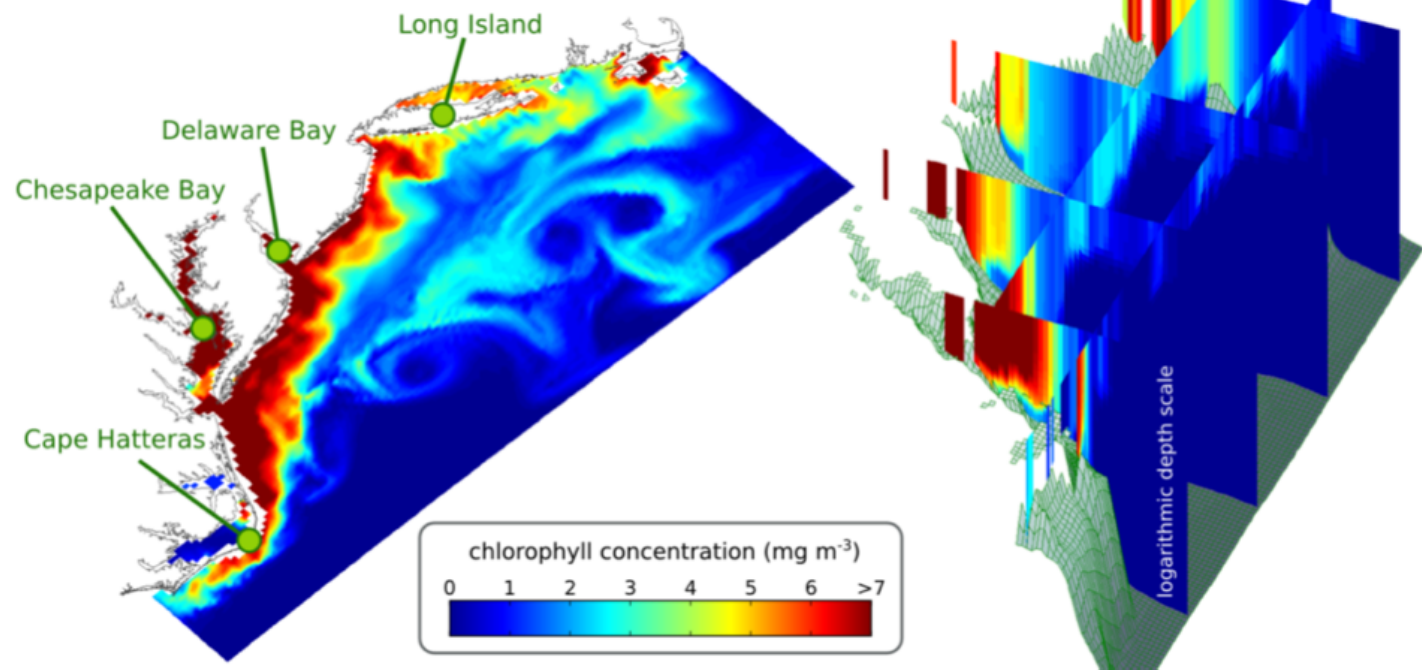 Long Island
Delaware Bay
Chesapeake Bay
Cape Hatteras
chlorophyll concentration (mg m⁻³)
0 1 2 3 4 5 6 >7
logarithmic depth scale